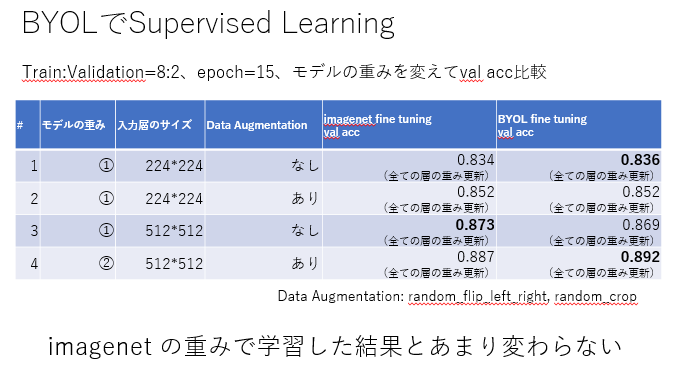 BYOLでSupervised Learning
Train:Validation=8:2、epoch=15、モデルの重みを変えてval acc比較
# モデルの重み 入力層のサイズ Data Augmentation imagenet fine tuning val acc BYOL fine tuning val acc
1 ① 224*224 なし 0.834 (全ての層の重み更新) 0.836 (全ての層の重み更新)
2 ① 224*224 あり 0.852 (全ての層の重み更新) 0.852 (全ての層の重み更新)
3 ① 512*512 なし 0.873 (全ての層の重み更新) 0.869 (全ての層の重み更新)
4 ② 512*512 あり 0.887 (全ての層の重み更新) 0.892 (全ての層の重み更新)
Data Augmentation: random_flip_left_right, random_crop
imagenet の重みで学習した結果とあまり変わらない